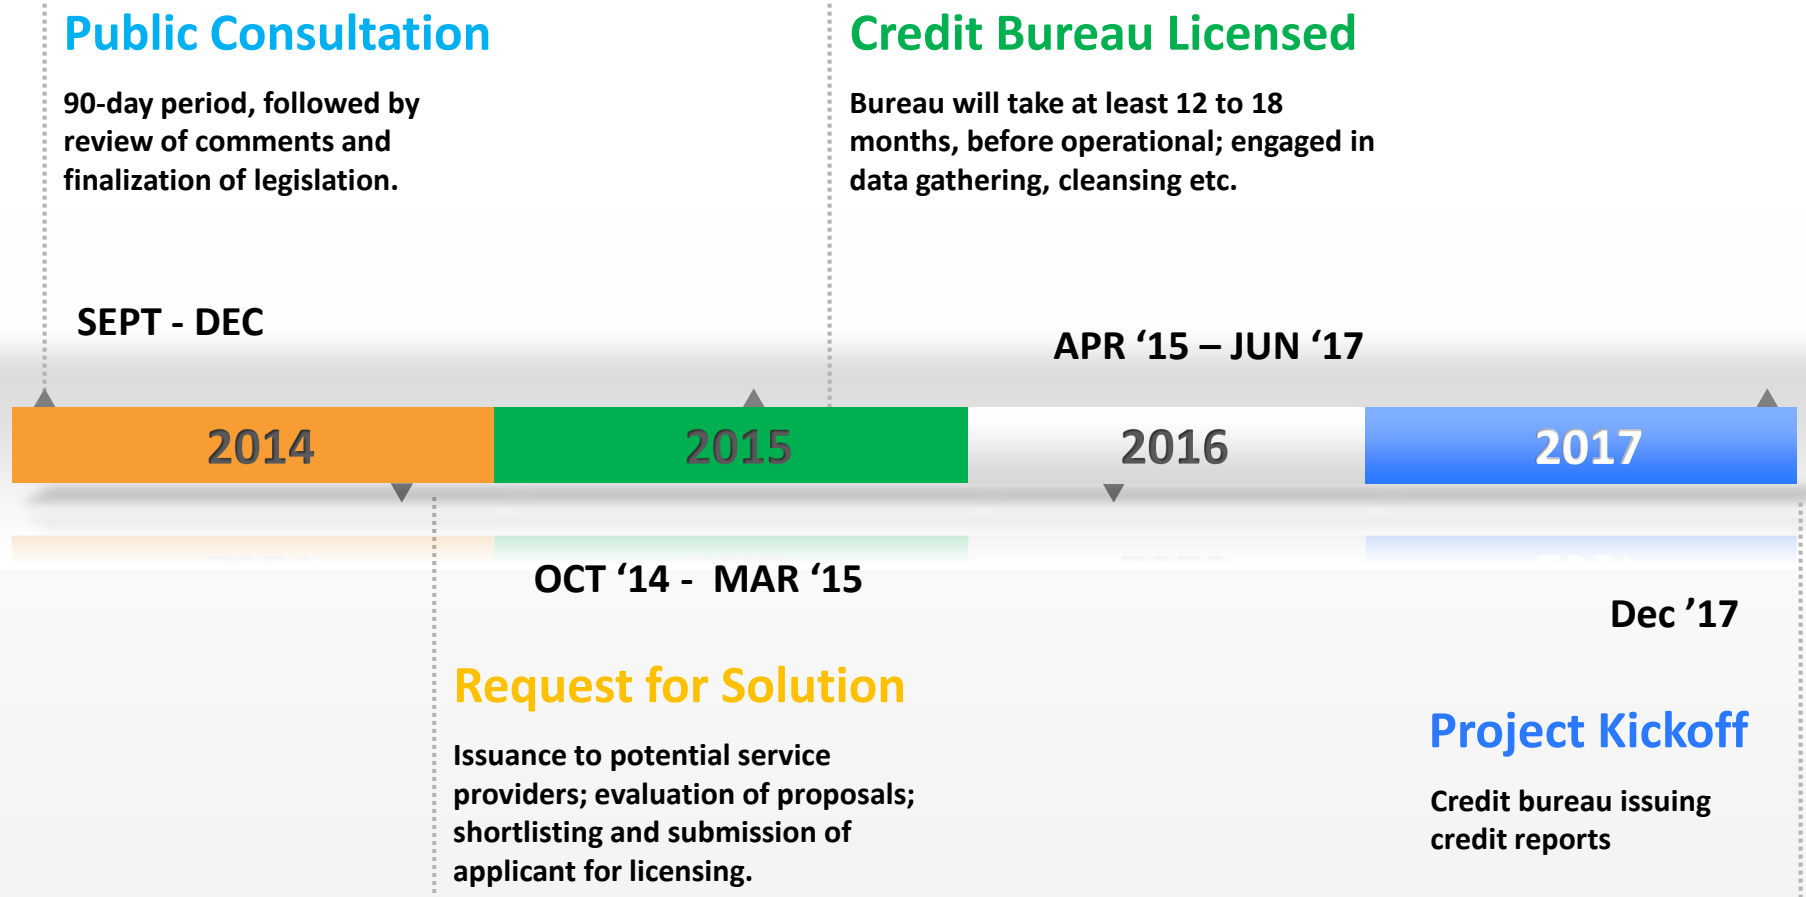 Public Consultation
90-day period, followed by
review of comments and
finalization of legislation.
SEPT - DEC
Credit Bureau Licensed
Bureau will take at least 12 to 18
months, before operational; engaged in
data gathering, cleansing etc.
APR ‘15 – JUN ‘17
2014
2015
2016
2017
OCT ‘14 -  MAR ‘15
Request for Solution
Issuance to potential service
providers; evaluation of proposals;
shortlisting and submission of
applicant for licensing.
Dec ’17
Project Kickoff
Credit bureau issuing
credit reports